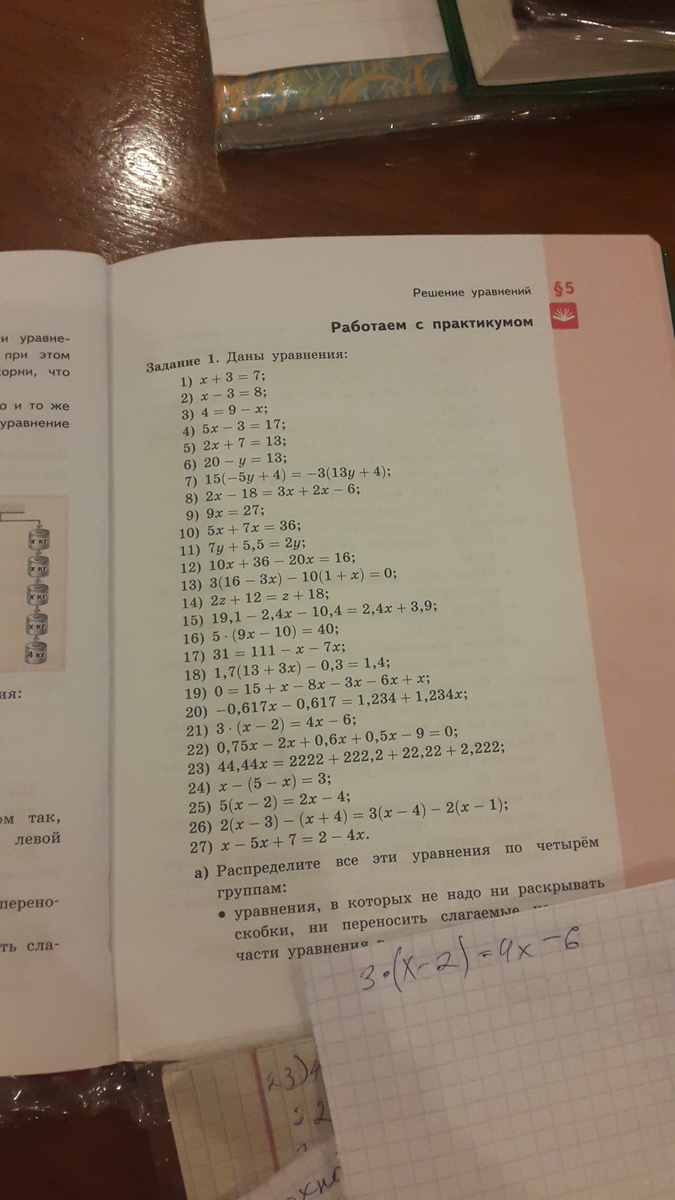 и уравне-
при этом
корни, что
о и то же
уравнение
x кг
x кг
x кг
x кг
4 кг
ия:
ом так,
левой
перено-
ть сла-
Решение уравнений
§5
Работаем с практикумом
Задание 1. Даны уравнения:
1) x + 3 = 7;
2) x − 3 = 8;
3) 4 = 9 − x;
4) 5x − 3 = 17;
5) 2x + 7 = 13;
6) 20 − y = 13;
7) 15(−5y + 4) = −3(13y + 4);
8) 2x − 18 = 3x + 2x − 6;
9) 9x = 27;
10) 5x + 7x = 36;
11) 7y + 5,5 = 2y;
12) 10x + 36 − 20x = 16;
13) 3(16 − 3x) − 10(1 + x) = 0;
14) 2z + 12 = z + 18;
15) 19,1 − 2,4x − 10,4 = 2,4x + 3,9;
16) 5 · (9x − 10) = 40;
17) 31 = 111 − x − 7x;
18) 1,7(13 + 3x) − 0,3 = 1,4;
19) 0 = 15 + x − 8x − 3x − 6x + x;
20) −0,617x − 0,617 = 1,234 + 1,234x;
21) 3 · (x − 2) = 4x − 6;
22) 0,75x − 2x + 0,6x + 0,5x − 9 = 0;
23) 44,44x = 2222 + 222,2 + 22,22 + 2,222;
24) x − (5 − x) = 3;
25) 5(x − 2) = 2x − 4;
26) 2(x − 3) − (x + 4) = 3(x − 4) − 2(x − 1);
27) x − 5x + 7 = 2 − 4x.
а) Распределите все эти уравнения по четырём
группам:
• уравнения, в которых не надо ни раскрывать
скобки, ни переносить слагаемые
части уравнения
3·(x−2)=4x−6
23)4